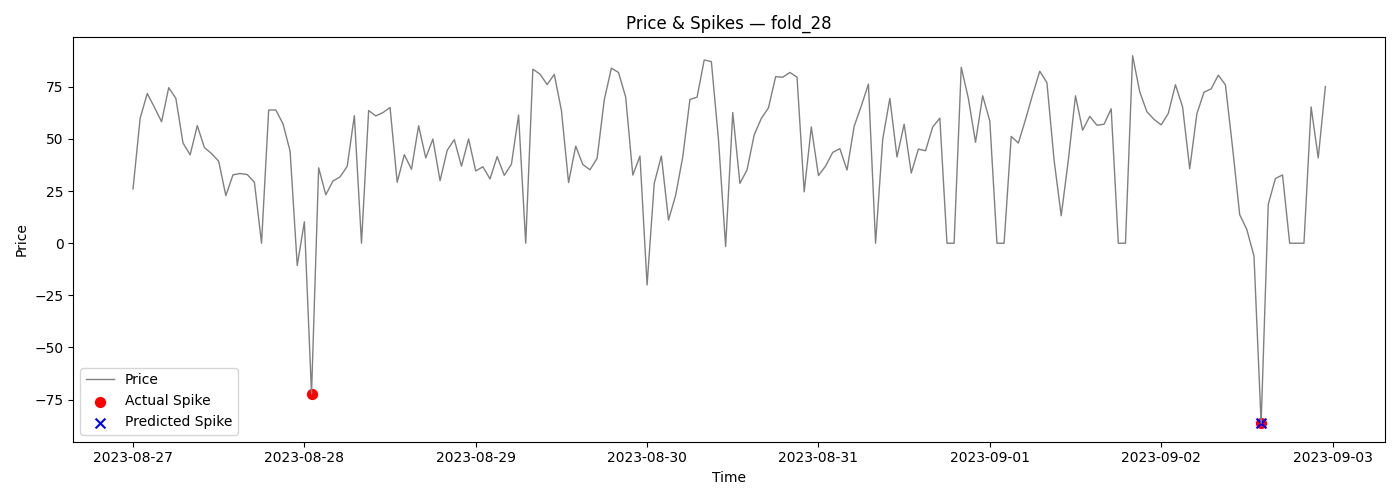 Price & Spikes — fold_28
Price
75
50
25
0
−25
−50
−75
Price
Actual Spike
Predicted Spike
2023-08-27
2023-08-28
2023-08-29
2023-08-30
2023-08-31
2023-09-01
2023-09-02
2023-09-03
Time